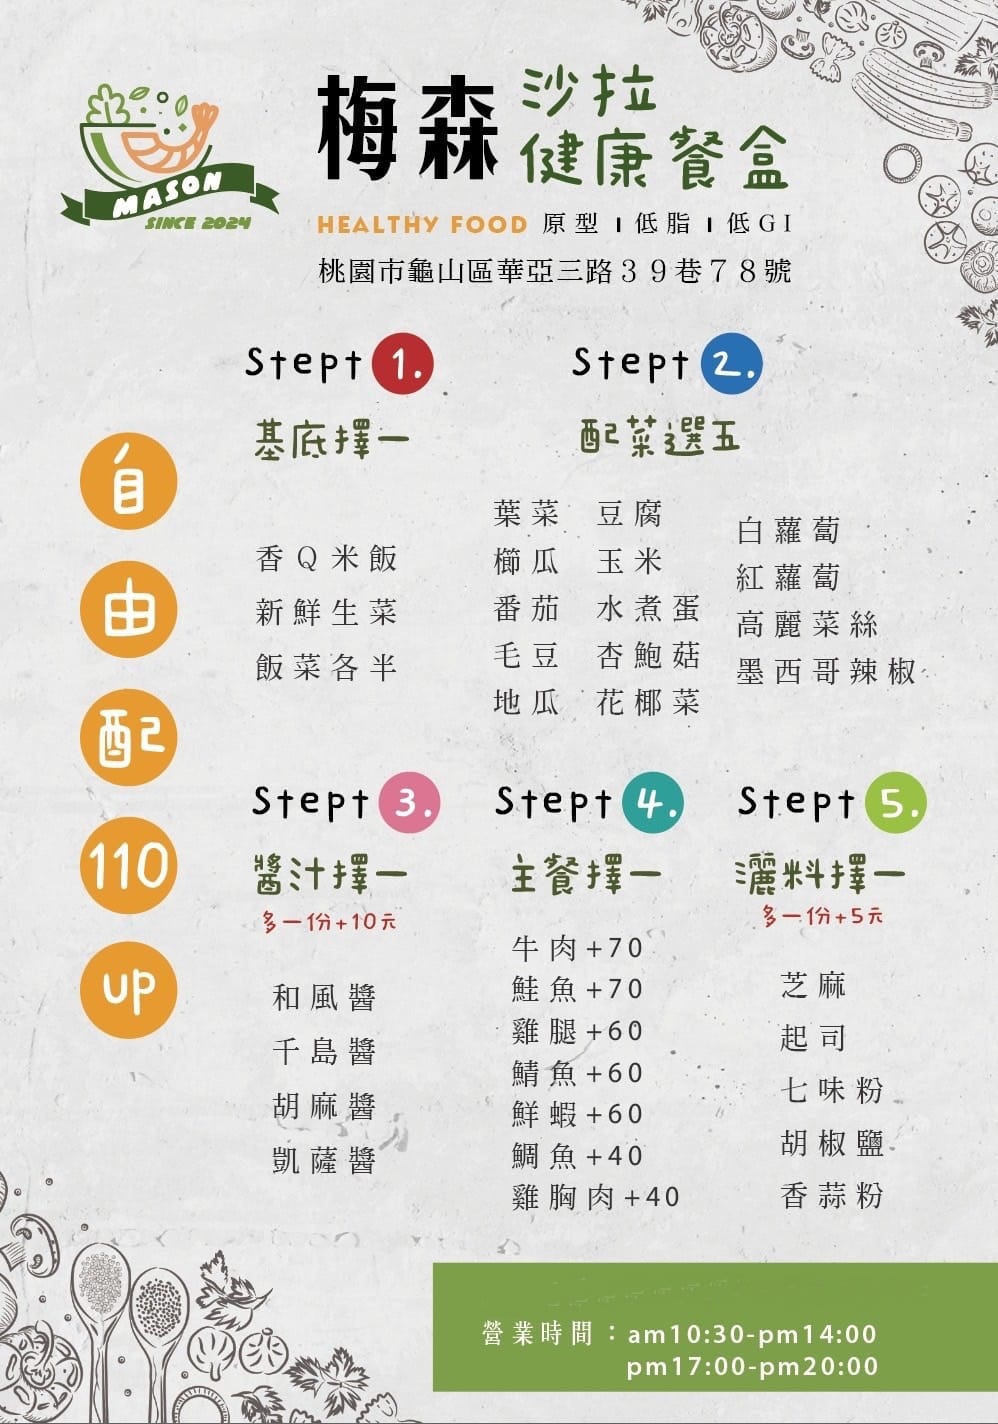 MASON
SINCE 2024
梅森 沙拉
健康餐盒
HEALTHY FOOD 原型 | 低脂 | 低GI
桃園市龜山區華亞三路39巷78號
自
由
配
110
up
Stept 1.
基底擇一
香Q米飯
新鮮生菜
飯菜各半
Stept 2.
配菜選五
葉菜 豆腐
櫛瓜 玉米
番茄 水煮蛋
毛豆 杏鮑菇
地瓜 花椰菜
白蘿蔔
紅蘿蔔
高麗菜絲
墨西哥辣椒
Stept 3.
醬汁擇一
多一份+10元
和風醬
千島醬
胡麻醬
凱薩醬
Stept 4.
主餐擇一
牛肉+70
鮭魚+70
雞腿+60
鯖魚+60
鮮蝦+60
鯛魚+40
雞胸肉+40
Stept 5.
灑料擇一
多一份+5元
芝麻
起司
七味粉
胡椒鹽
香蒜粉
營業時間：am10:30-pm14:00
pm17:00-pm20:00